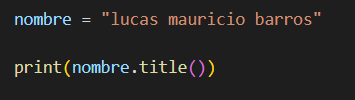 nombre = "lucas mauricio barros"
print(nombre.title())